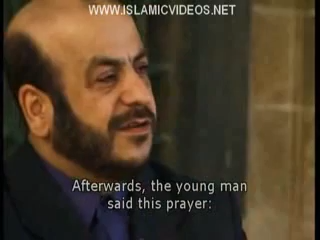 WWW.ISLAMICVIDEOS.NET
Afterwards, the young man
said this prayer: